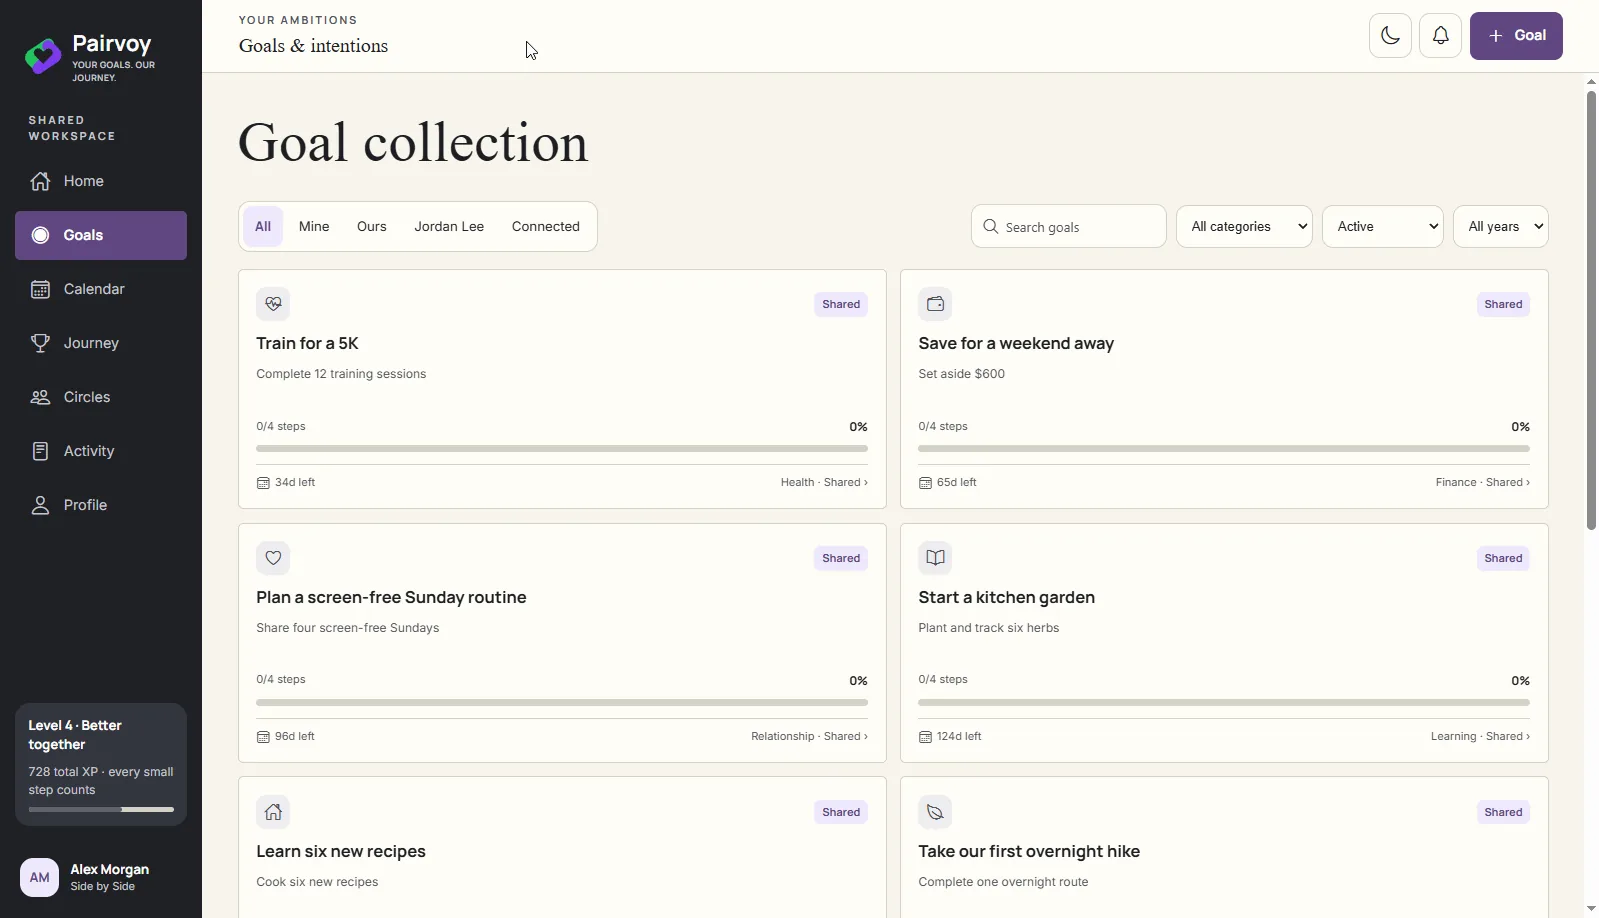 Pairvoy
YOUR GOALS. OUR
JOURNEY.
SHARED
WORKSPACE
Home
Goals
Calendar
Journey
Circles
Activity
Profile
Level 4 · Better
together
728 total XP · every small
step counts
AM
Alex Morgan
Side by Side
YOUR AMBITIONS
Goals & intentions
+ Goal
Goal collection
All
Mine
Ours
Jordan Lee
Connected
Search goals
All categories
Active
All years
Shared
Train for a 5K
Complete 12 training sessions
0/4 steps
0%
34d left
Health · Shared ›
Shared
Save for a weekend away
Set aside $600
0/4 steps
0%
65d left
Finance · Shared ›
Shared
Plan a screen-free Sunday routine
Share four screen-free Sundays
0/4 steps
0%
96d left
Relationship · Shared ›
Shared
Start a kitchen garden
Plant and track six herbs
0/4 steps
0%
124d left
Learning · Shared ›
Shared
Learn six new recipes
Cook six new recipes
Shared
Take our first overnight hike
Complete one overnight route